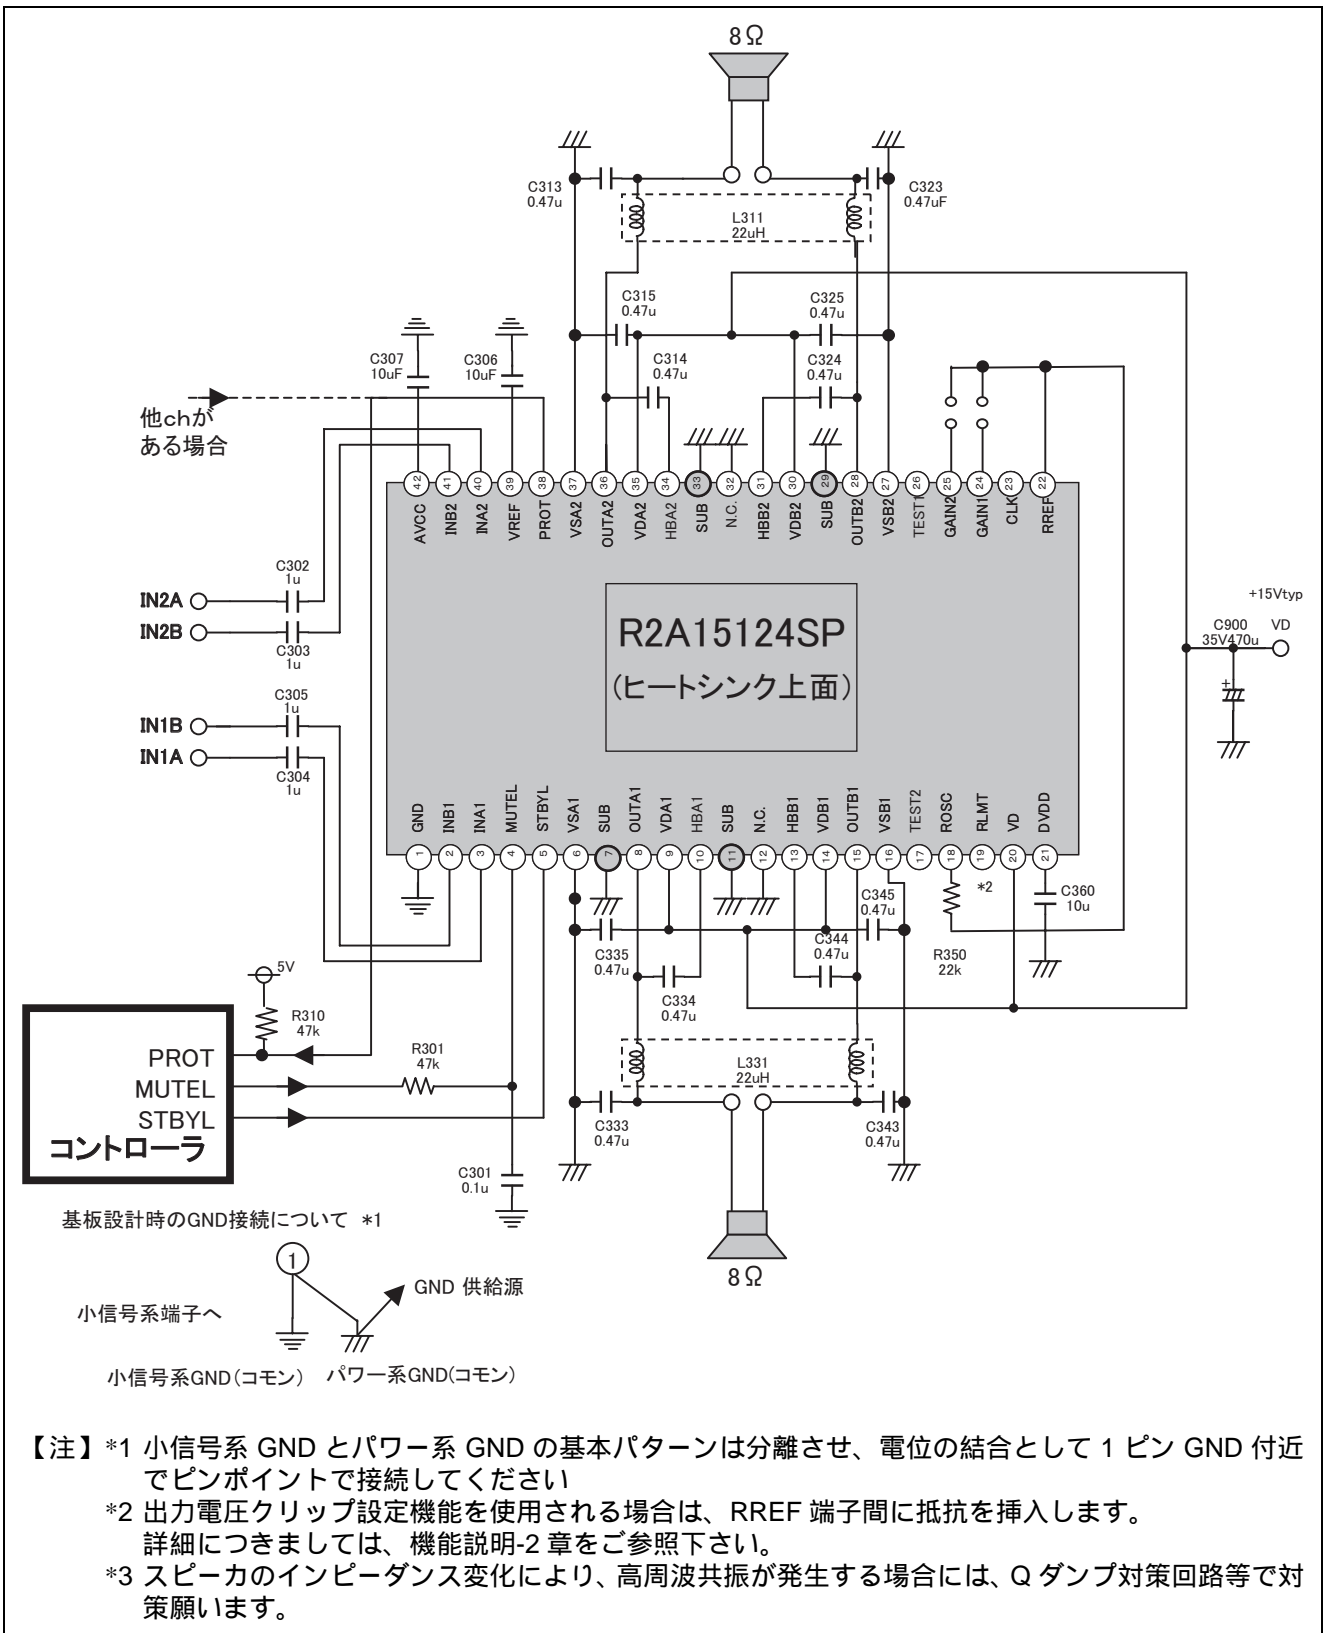 8Ω
C313
0.47u
C323
0.47uF
L311
22uH
C315
0.47u
C325
0.47u
C314
0.47u
C324
0.47u
C307
10uF
C306
10uF
他chが
ある場合
42 41 40 39 38 37 36 35 34 33 32 31 30 29 28 27 26 25 24 23 22
AVCC INB2 INA2 VREF PROT VSA2 OUTA2 VDA2 HBA2 SUB N.C. HBB2 VDB2 SUB OUTB2 VSB2 TEST1 GAIN2 GAIN1 CLK RREF
C302
1u
IN2A
IN2B
C303
1u
C305
1u
IN1B
IN1A
C304
1u
R2A15124SP
(ヒートシンク上面)
+15Vtyp
C900
35V470u
VD
+
GND INB1 INA1 MUTEL STBYL VSA1 SUB OUTA1 VDA1 HBA1 SUB N.C. HBB1 VDB1 OUTB1 VSB1 TEST2 ROSC RLMT VD DVDD
1 2 3 4 5 6 7 8 9 10 11 12 13 14 15 16 17 18 19 20 21
*2
C345
0.47u
C360
10u
C335
0.47u
C344
0.47u
R350
22k
C334
0.47u
5V
R310
47k
R301
47k
L331
22uH
PROT
MUTEL
STBYL
コントローラ
C333
0.47u
C343
0.47u
C301
0.1u
8Ω
基板設計時のGND接続について *1
1
GND 供給源
小信号系端子へ
小信号系GND(コモン) パワー系GND(コモン)
【注】*1 小信号系 GND とパワー系 GND の基本パターンは分離させ、電位の結合として 1 ピン GND 付近
でピンポイントで接続してください
*2 出力電圧クリップ設定機能を使用される場合は、RREF 端子間に抵抗を挿入します。
詳細につきましては、機能説明-2 章をご参照下さい。
*3 スピーカのインピーダンス変化により、高周波共振が発生する場合には、Q ダンプ対策回路等で対
策願います。